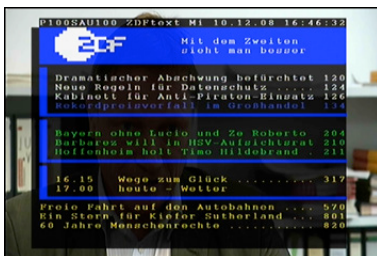 P100SAU100 ZDFtext Mi 10.12.08 16:46:32
ZDF
Mit dem Zweiten
sieht man besser
Dramatischer Abschwung befürchtet 120
Neue Regeln für Datenschutz ..... 124
Kabinett für Anti-Piraten-Einsatz 126
Rekordpreisverfall im Großhandel 134
Bayern ohne Lucio und Ze Roberto 204
Barbarez will in HSV-Aufsichtsrat 210
Hoffenheim holt Timo Hildebrand . 211
16.15 Wege zum Glück .......... 317
17.00 heute - Wetter
Freie Fahrt auf den Autobahnen ... 570
Ein Stern für Kiefer Sutherland .... 801
60 Jahre Menschenrechte ......... 820